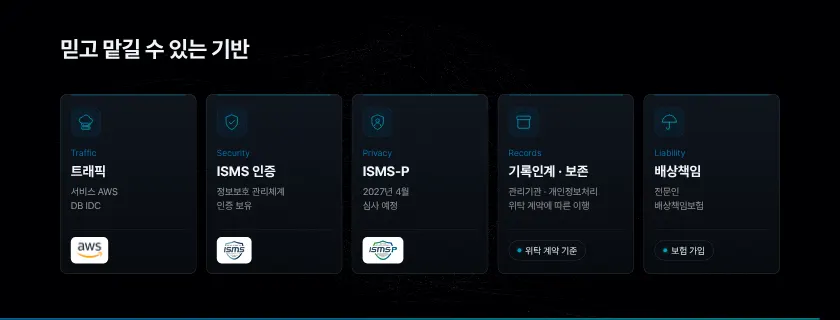 믿고 맡길 수 있는 기반
Traffic
트래픽
서비스 AWS
DB IDC
aws
Security
ISMS 인증
정보보호 관리체계
인증 보유
ISMS
Privacy
ISMS-P
2027년 4월
심사 예정
ISMS-P
Records
기록인계 · 보존
관리기관 · 개인정보처리
위탁 계약에 따른 이행
위탁 계약 기준
Liability
배상책임
전문인
배상책임보험
보험 가입